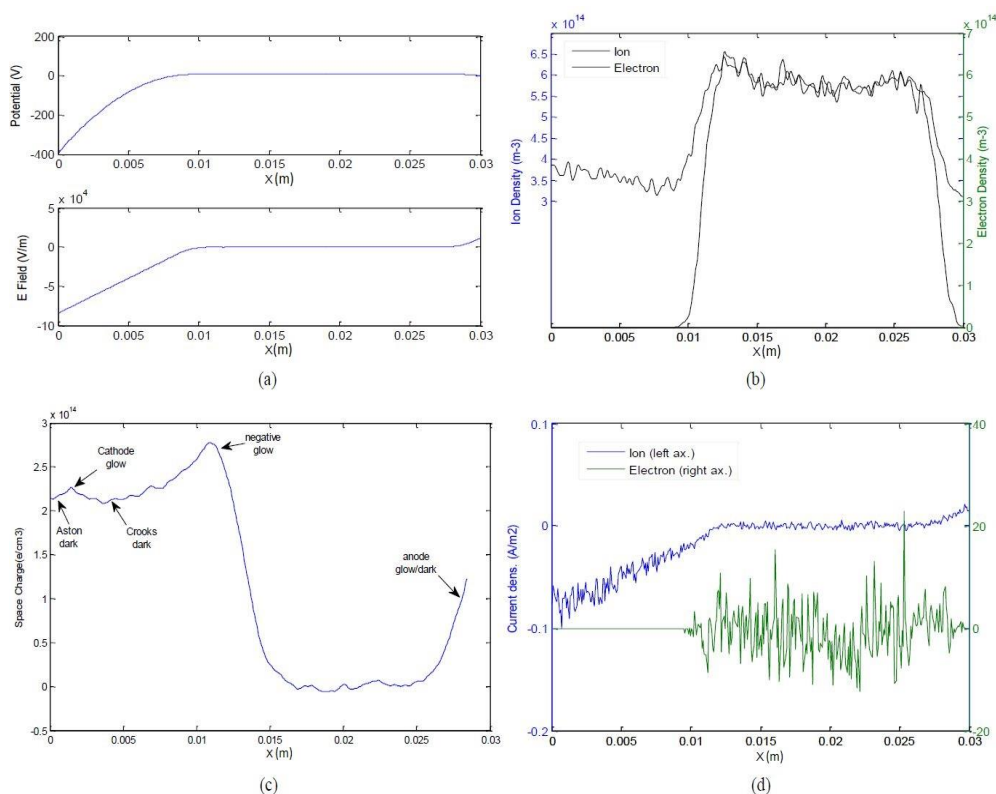 200
0
-200
-400
Potential (V)
0
0.005
0.01
0.015
0.02
0.025
0.03
X(m)
x 10^4
5
0
-5
-10
E Field (V/m)
0
0.005
0.01
0.015
0.02
0.025
0.03
X(m)
(a)
x 10^14
6.5
6
5.5
5
4.5
4
3.5
3
Ion Density (m-3)
Ion
Electron
x 10^14
7
6
5
4
3
2
1
0
Electron Density (m-3)
0
0.005
0.01
0.015
0.02
0.025
0.03
X(m)
(b)
x 10^14
3
2.5
2
1.5
1
0.5
0
-0.5
Space Charge(e/cm3)
Cathode
glow
negative
glow
Aston
dark
Crooks
dark
anode
glow/dark
0
0.005
0.01
0.015
0.02
0.025
0.03
X(m)
(c)
0.1
0
-0.1
-0.2
Current dens. (A/m2)
Ion (left ax.)
Electron (right ax.)
40
20
0
-20
0
0.005
0.01
0.015
0.02
0.025
0.03
X(m)
(d)